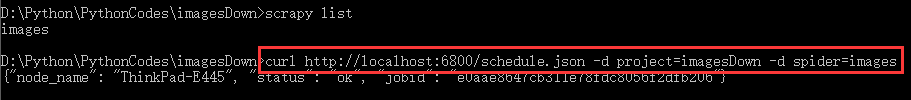 D:\Python\PythonCodes\imagesDown>scrapy list
images
D:\Python\PythonCodes\imagesDown>curl http://localhost:6800/schedule.json -d project=imagesDown -d spider=images
{"node_name": "ThinkPad-E445", "status": "ok", "jobid": "e0aae8647cb311e78fdc8056f2dfb206"}